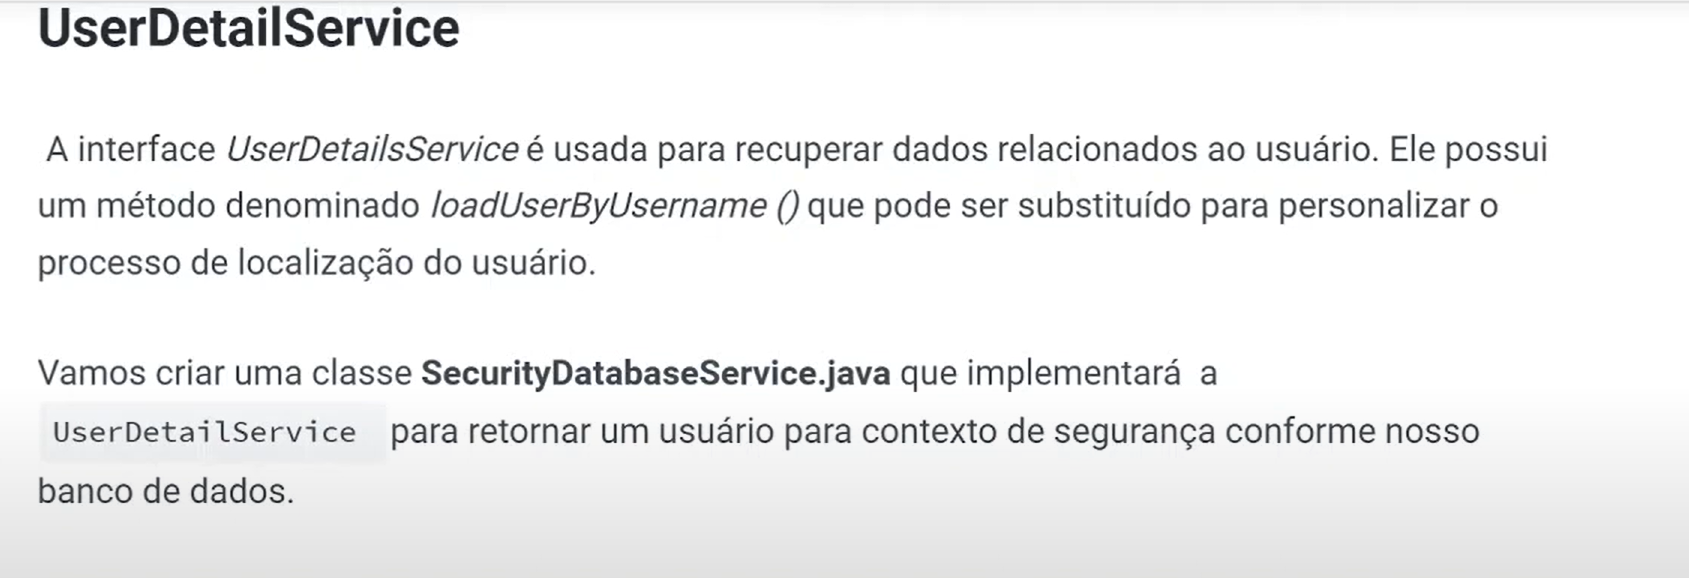 UserDetailService
A interface UserDetailsService é usada para recuperar dados relacionados ao usuário. Ele possui
um método denominado loadUserByUsername () que pode ser substituído para personalizar o
processo de localização do usuário.
Vamos criar uma classe SecurityDatabaseService.java que implementará a
UserDetailService para retornar um usuário para contexto de segurança conforme nosso
banco de dados.